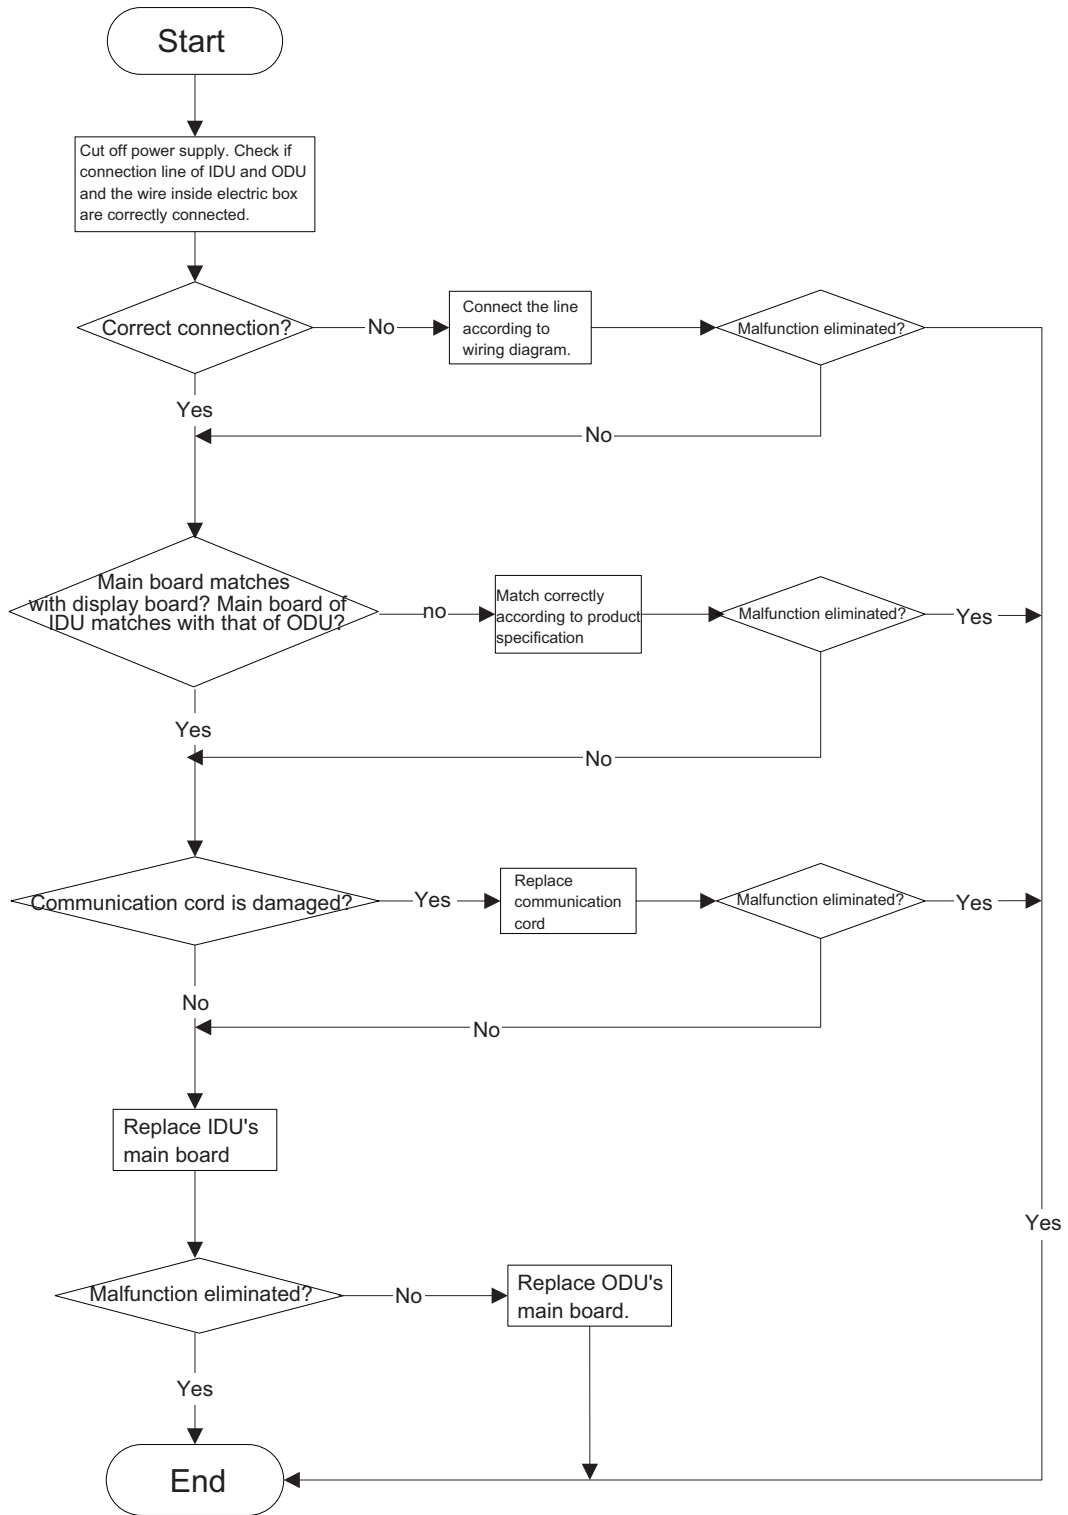 Start
Cut off power supply. Check if
connection line of IDU and ODU
and the wire inside electric box
are correctly connected.
Correct connection?
No
Connect the line
according to
wiring diagram.
Malfunction eliminated?
Yes
No
Main board matches
with display board? Main board of
IDU matches with that of ODU?
no
Match correctly
according to product
specification
Malfunction eliminated?
Yes
Yes
No
Communication cord is damaged?
Yes
Replace
communication
cord
Malfunction eliminated?
Yes
No
No
Replace IDU's
main board
Yes
Malfunction eliminated?
No
Replace ODU's
main board.
Yes
End